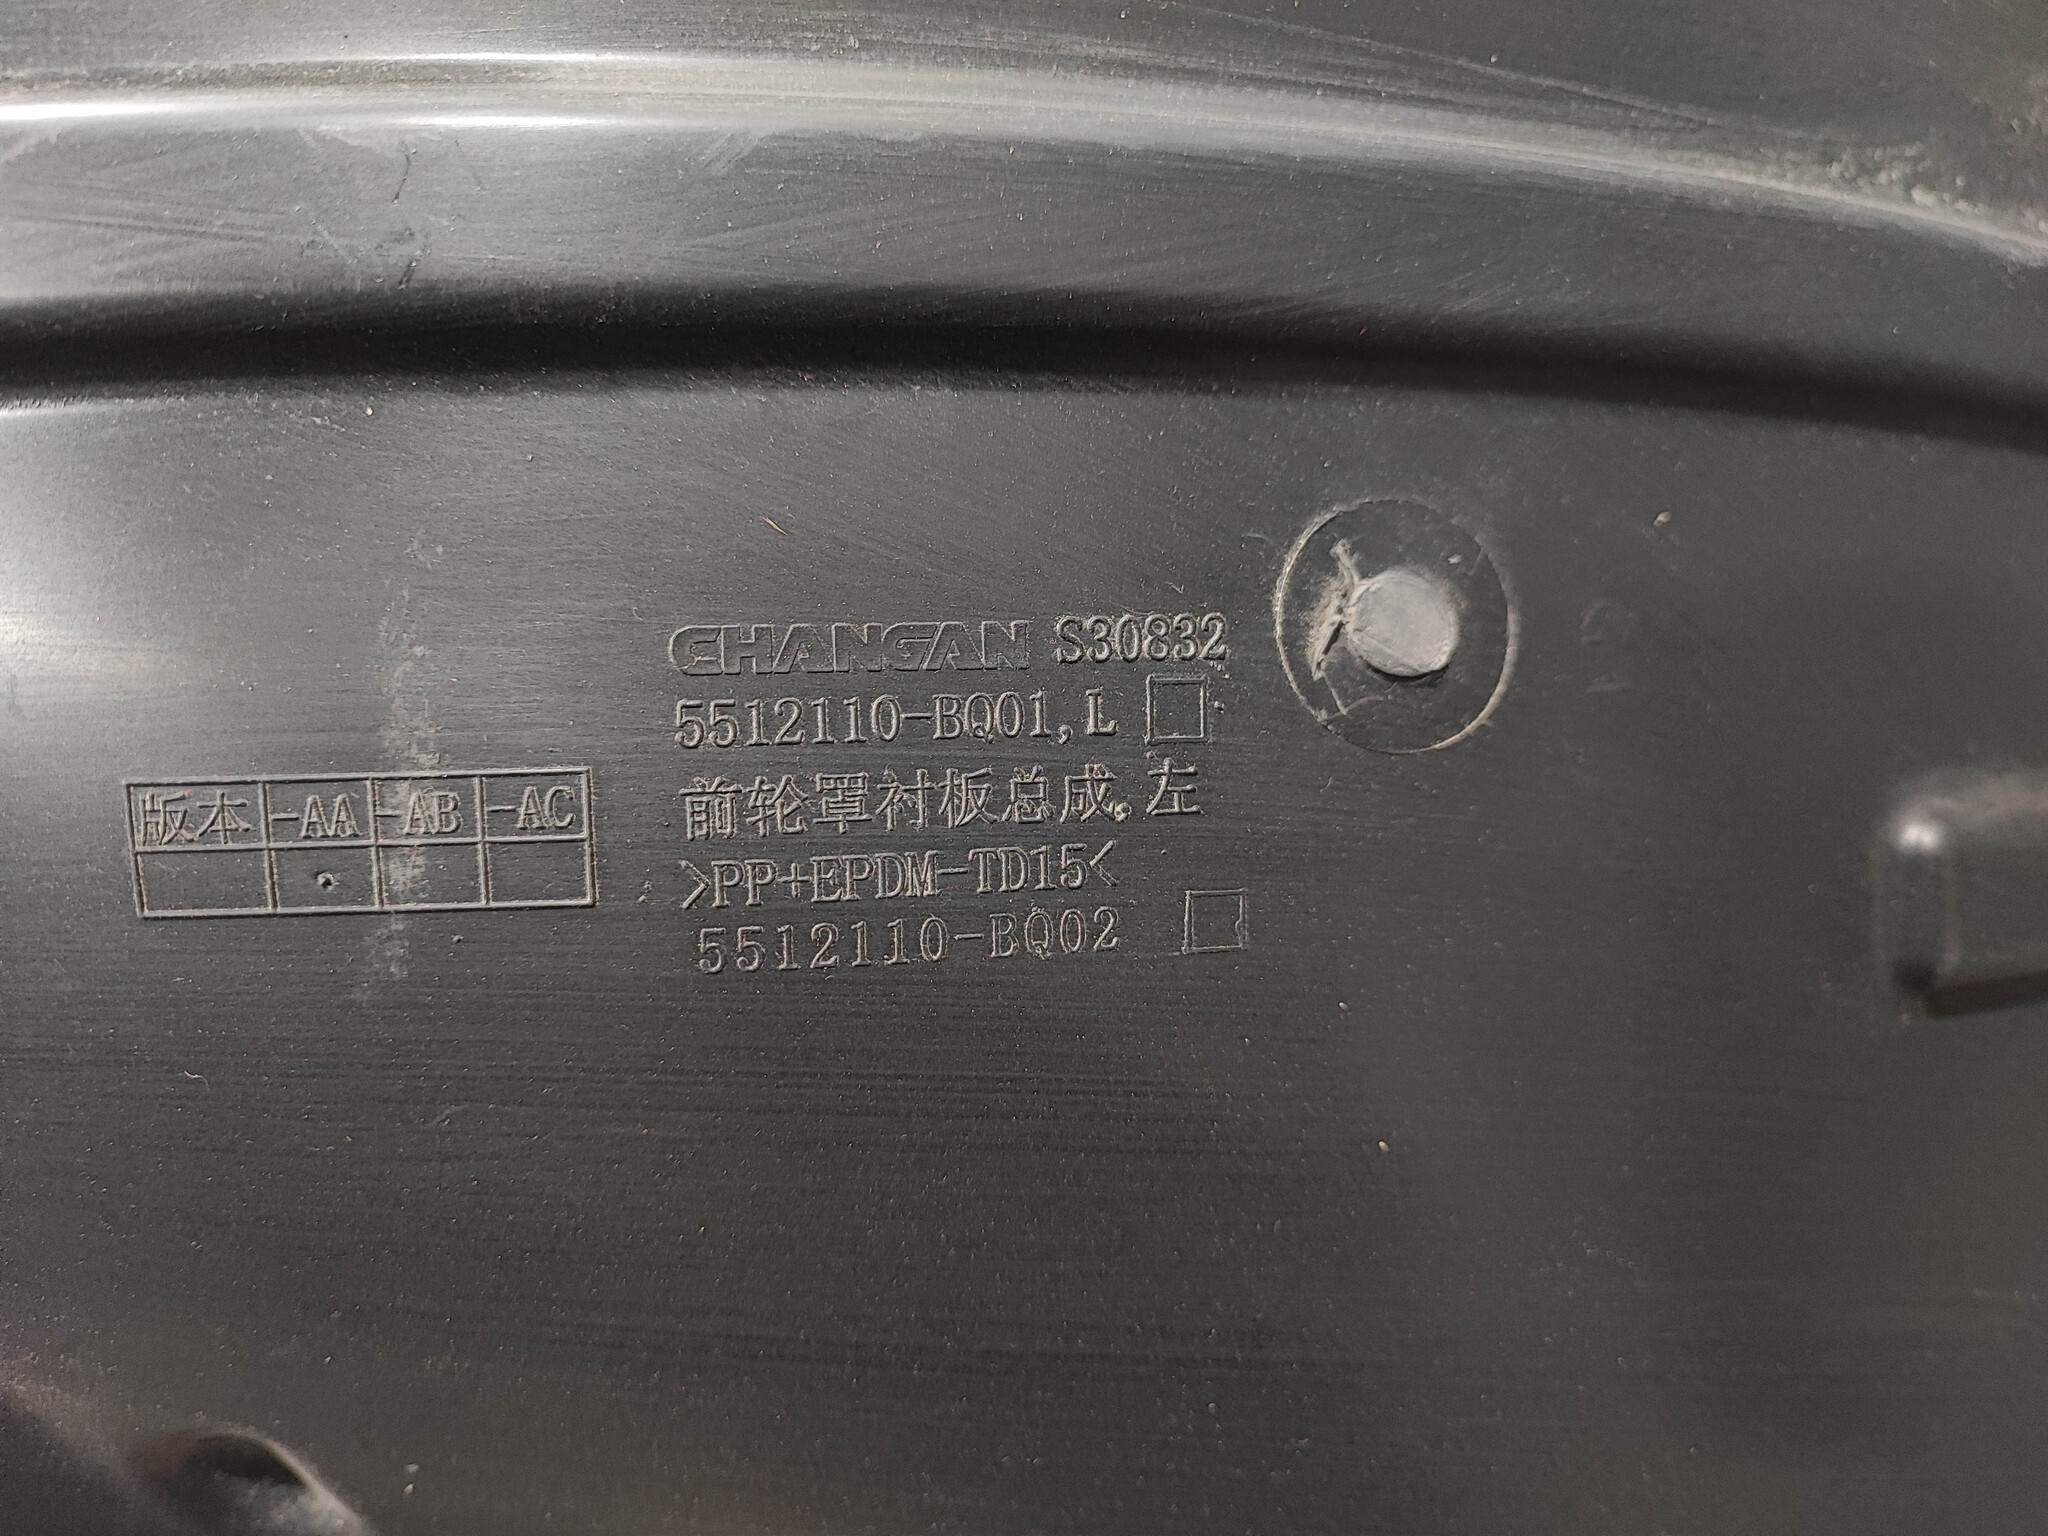 CHANGAN S30832
5512110-BQ01, L
前轮罩衬板总成.左
>PP+EPDM-TD15<
5512110-BQ02
版本 -AA -AB -AC